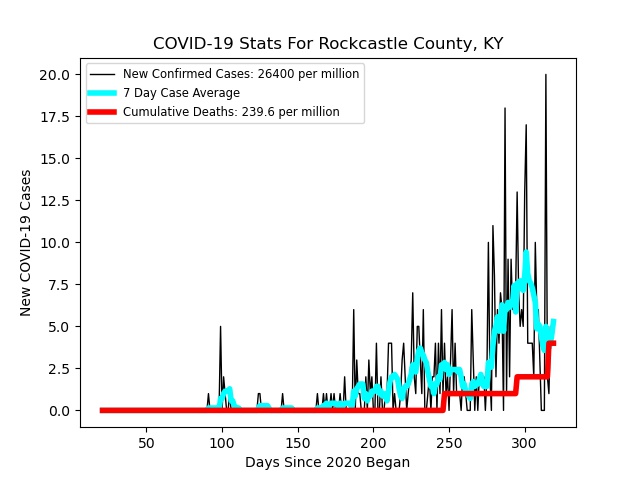 COVID-19 Stats For Rockcastle County, KY
New Confirmed Cases: 26400 per million
7 Day Case Average
Cumulative Deaths: 239.6 per million
New COVID-19 Cases
20.0
17.5
15.0
12.5
10.0
7.5
5.0
2.5
0.0
50 100 150 200 250 300
Days Since 2020 Began